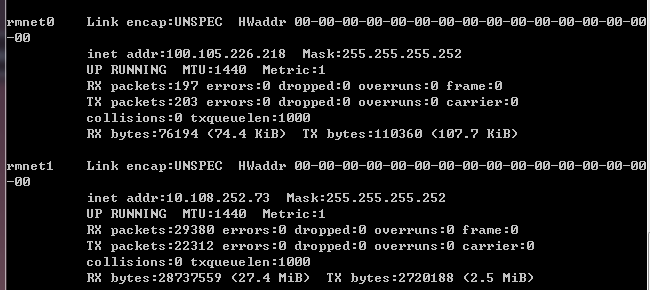 rmnet0    Link encap:UNSPEC  HWaddr 00-00-00-00-00-00-00-00-00-00-00-00-00-00-00
-00
          inet addr:100.105.226.218  Mask:255.255.255.252
          UP RUNNING  MTU:1440  Metric:1
          RX packets:197 errors:0 dropped:0 overruns:0 frame:0
          TX packets:203 errors:0 dropped:0 overruns:0 carrier:0
          collisions:0 txqueuelen:1000
          RX bytes:76194 (74.4 KiB)  TX bytes:110360 (107.7 KiB)
rmnet1    Link encap:UNSPEC  HWaddr 00-00-00-00-00-00-00-00-00-00-00-00-00-00-00
-00
          inet addr:10.108.252.73  Mask:255.255.255.252
          UP RUNNING  MTU:1440  Metric:1
          RX packets:29380 errors:0 dropped:0 overruns:0 frame:0
          TX packets:22312 errors:0 dropped:0 overruns:0 carrier:0
          collisions:0 txqueuelen:1000
          RX bytes:28737559 (27.4 MiB)  TX bytes:2720188 (2.5 MiB)